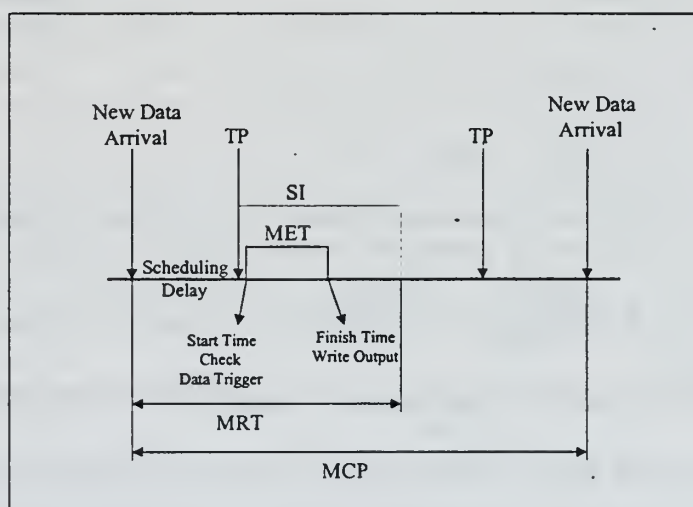 New Data
Arrival
TP
TP
New Data
Arrival
SI
MET
Scheduling
Delay
Start Time
Check
Data Trigger
Finish Time
Write Output
MRT
MCP